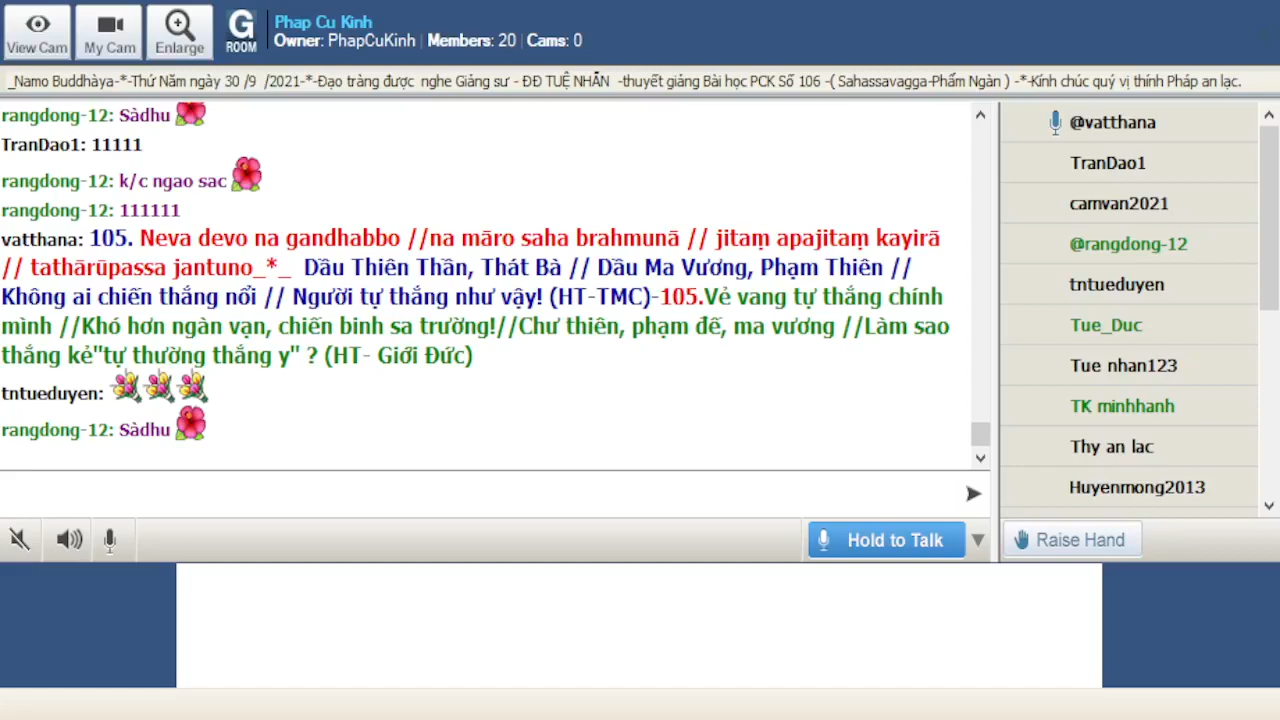 View Cam
My Cam
Enlarge
G
ROOM
Phap Cu Kinh
Owner: PhapCuKinh | Members: 20 | Cams: 0
_Namo Buddhàya-*-Thứ Năm ngày 30 /9 /2021-*-Đạo tràng được nghe Giảng sư - ĐĐ TUỆ NHẪN -thuyết giảng Bài học PCK Số 106 -( Sahassavagga-Phẩm Ngàn ) -*-Kính chúc quý vị thính Pháp an lạc.
rangdong-12: Sàdhu
TranDao1: 11111
rangdong-12: k/c ngao sac
rangdong-12: 111111
vatthana: 105. Neva devo na gandhabbo //na māro saha brahmunā // jitaṃ apajitaṃ kayirā
// tathārūpassa jantuno_*_ Dầu Thiên Thần, Thát Bà // Dầu Ma Vương, Phạm Thiên //
Không ai chiến thắng nổi // Người tự thắng như vậy! (HT-TMC)-105.Vẻ vang tự thắng chính
mình //Khó hơn ngàn vạn, chiến binh sa trường!//Chư thiên, phạm đế, ma vương //Làm sao
thắng kẻ"tự thường thắng y" ? (HT- Giới Đức)
tntueduyen:
rangdong-12: Sàdhu
@vatthana
TranDao1
camvan2021
@rangdong-12
tntueduyen
Tue_Duc
Tue nhan123
TK minhhanh
Thy an lac
Huyenmong2013
Hold to Talk
Raise Hand